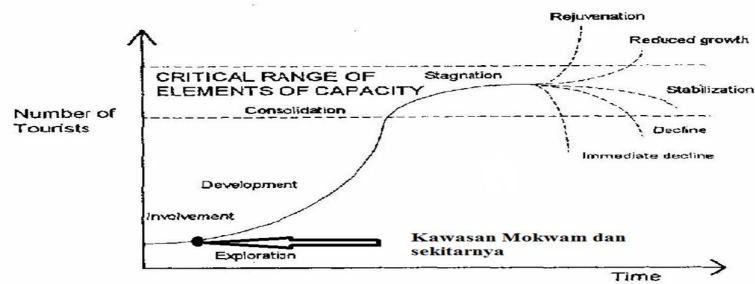 Rejuvenation
Reduced growth
CRITICAL RANGE OF
ELEMENTS OF CAPACITY
Stagnation
Stabilization
Number of
Tourists
Consolidation
Decline
Immediate decline
Development
Involvement
Kawasan Mokwam dan
sekitarnya
Exploration
Time